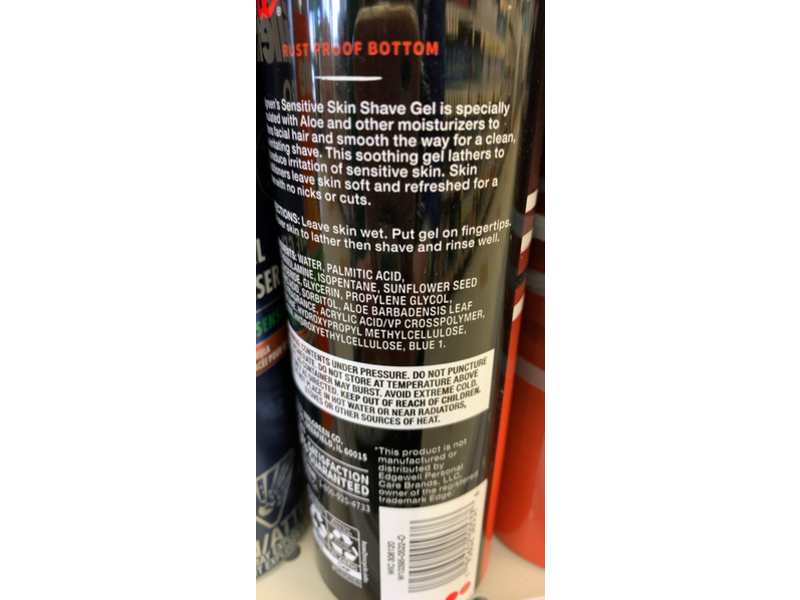 RUST PROOF BOTTOM
Sensitive Skin Shave Gel is specially
with Aloe and other moisturizers to
facial hair and smooth the way for a clean,
shave. This soothing gel lathers to
irritation of sensitive skin. Skin
leave skin soft and refreshed for a
with no nicks or cuts.
Leave skin wet. Put gel on fingertips,
skin to lather then shave and rinse well.
WATER, PALMITIC ACID,
ISOPENTANE, SUNFLOWER SEED
GLYCERIN, PROPYLENE GLYCOL,
SORBITOL, ALOE BARBADENSIS LEAF
ACRYLIC ACID/VP CROSSPOLYMER,
HYDROXYPROPYL METHYLCELLULOSE,
HYDROXYETHYLCELLULOSE, BLUE 1.
CONTENTS UNDER PRESSURE. DO NOT PUNCTURE
DO NOT STORE AT TEMPERATURE ABOVE
CONTAINER MAY BURST. AVOID EXTREME COLD.
KEEP OUT OF REACH OF CHILDREN.
IN HOT WATER OR NEAR RADIATORS,
OR OTHER SOURCES OF HEAT.
CO.
IL 60015
SATISFACTION
GUARANTEED
925-4733
*This product is not
manufactured or
distributed by
Edgewell Personal
Care Brands, LLC,
owner of the registered
trademark Edge.